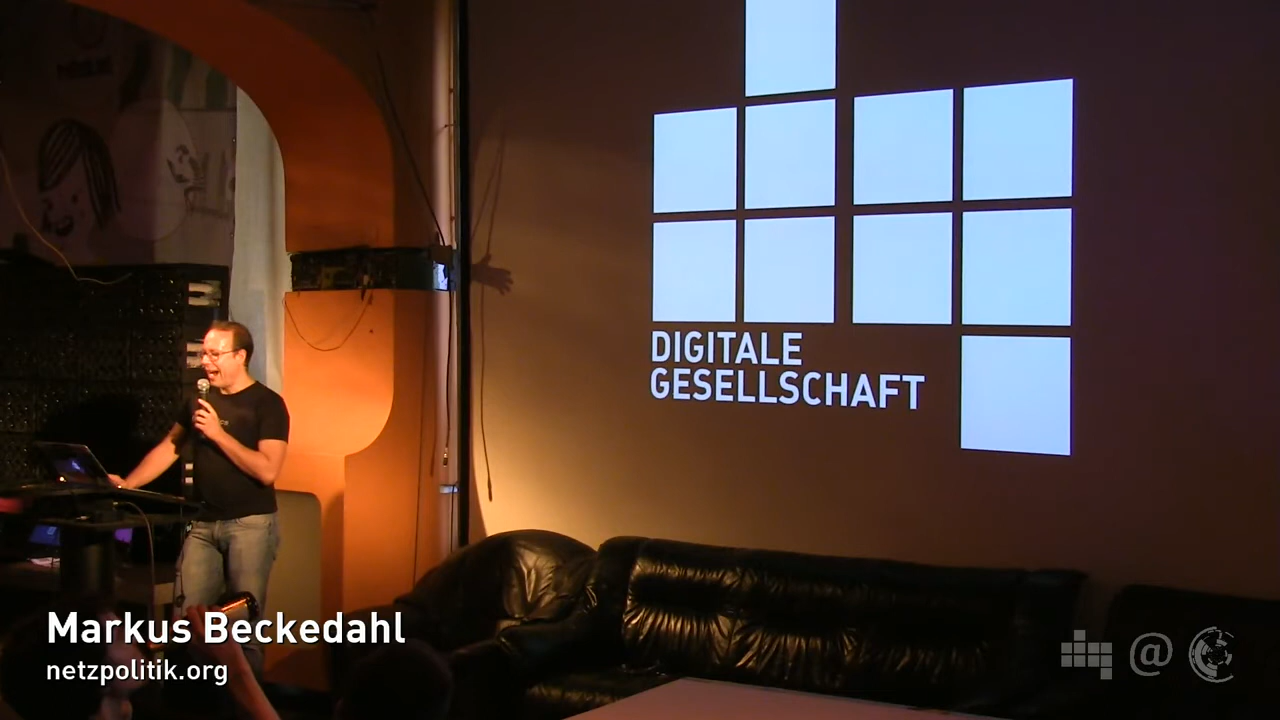 DIGITALE
GESELLSCHAFT
Markus Beckedahl
netzpolitik.org
@